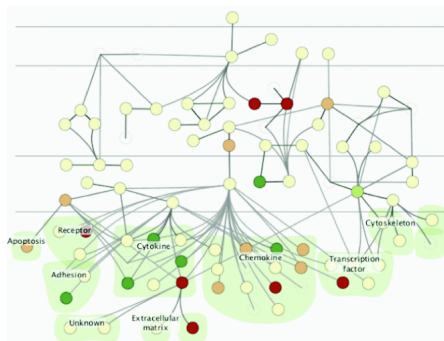 Cytoskeleton
Apoptosis
Receptor
Cytokine
Chemokine
Transcription
factor
Adhesion
Unknown
Extracellular
matrix